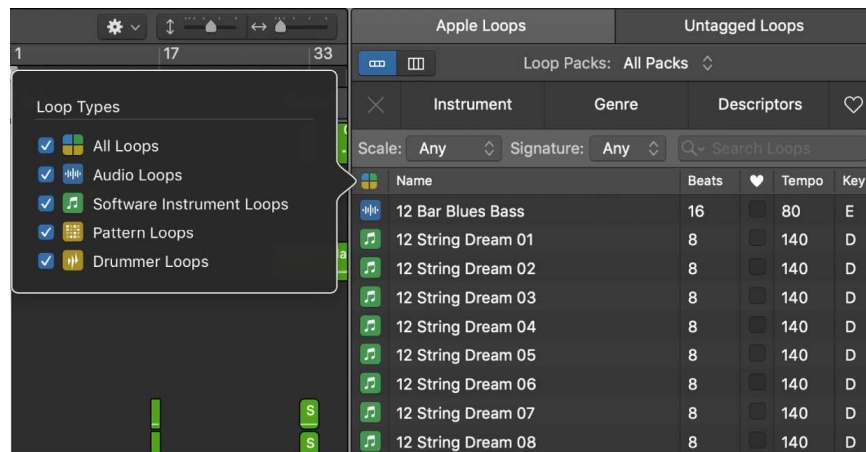 Apple Loops Untagged Loops
1 17 33
Loop Packs: All Packs
Instrument Genre Descriptors
Scale: Any Signature: Any Search Loops
Loop Types
All Loops
Audio Loops
Software Instrument Loops
Pattern Loops
Drummer Loops
Name Beats Tempo Key
12 Bar Blues Bass 16 80 E
12 String Dream 01 8 140 D
12 String Dream 02 8 140 D
12 String Dream 03 8 140 D
12 String Dream 04 8 140 D
12 String Dream 05 8 140 D
12 String Dream 06 8 140 D
12 String Dream 07 8 140 D
12 String Dream 08 8 140 D
S
S